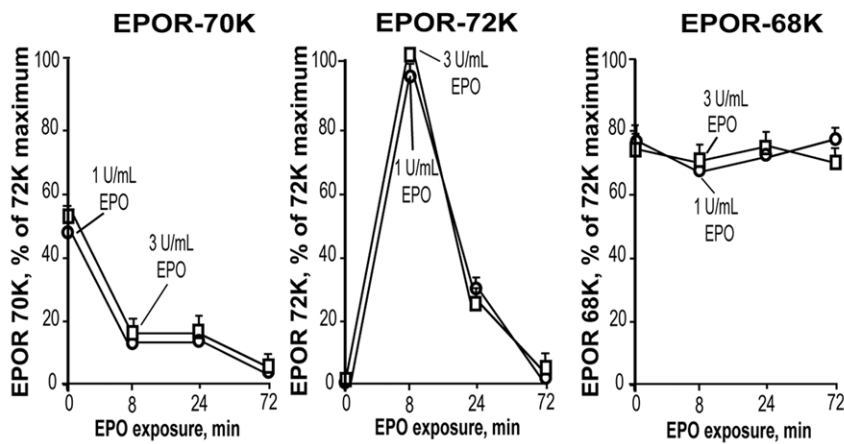 EPOR-70K
EPOR 70K, % of 72K maximum
100
80
60
40
20
0
1 U/mL
EPO
3 U/mL
EPO
0 8 24 72
EPO exposure, min
EPOR-72K
EPOR 72K, % of 72K maximum
100
80
60
40
20
0
3 U/mL
EPO
1 U/mL
EPO
0 8 24 72
EPO exposure, min
EPOR-68K
EPOR 68K, % of 72K maximum
100
80
60
40
20
0
3 U/mL
EPO
1 U/mL
EPO
0 8 24 72
EPO exposure, min